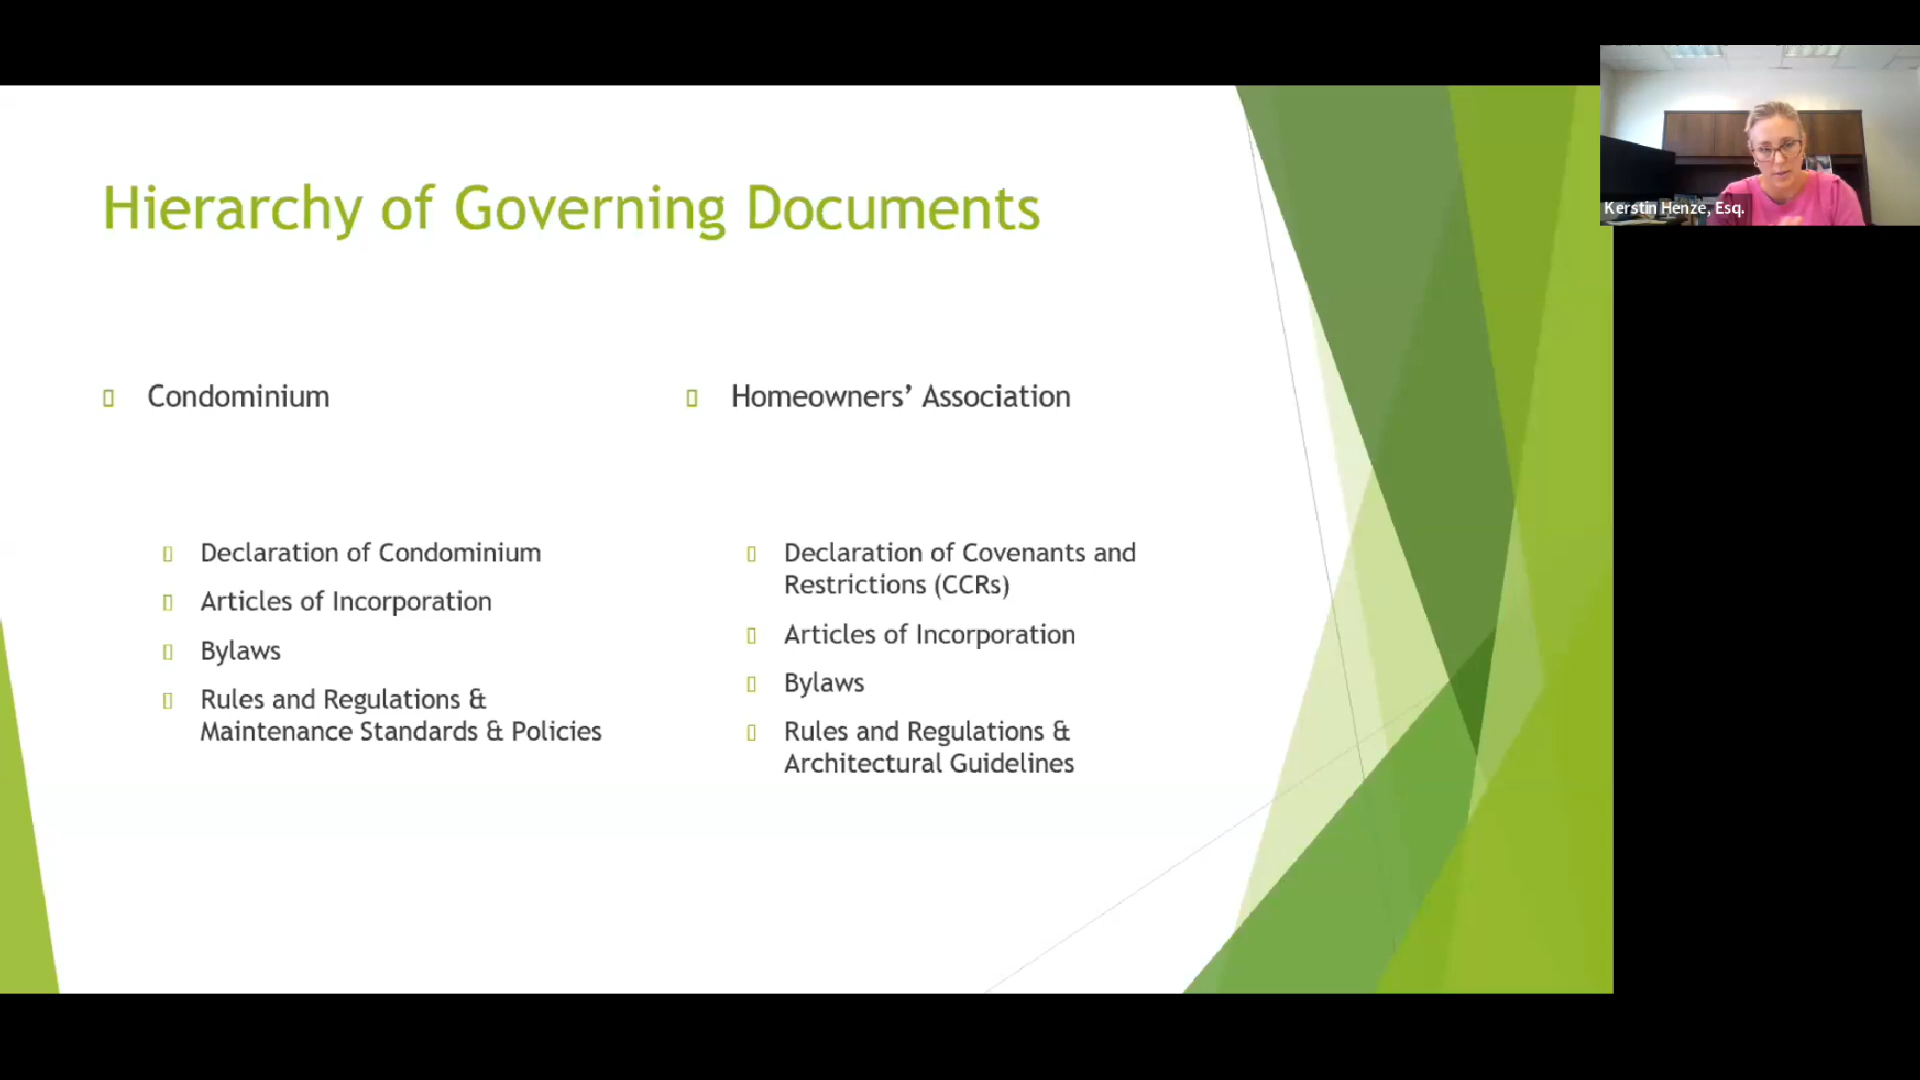 Hierarchy of Governing Documents
Condominium
Declaration of Condominium
Articles of Incorporation
Bylaws
Rules and Regulations &
Maintenance Standards & Policies
Homeowners’ Association
Declaration of Covenants and
Restrictions (CCRs)
Articles of Incorporation
Bylaws
Rules and Regulations &
Architectural Guidelines
Kerstin Henze, Esq.